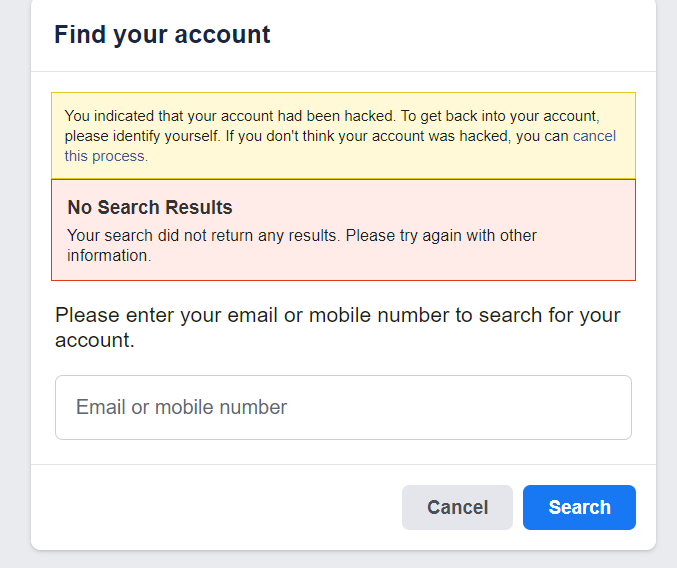 Find your account
You indicated that your account had been hacked. To get back into your account,
please identify yourself. If you don't think your account was hacked, you can cancel
this process.
No Search Results
Your search did not return any results. Please try again with other
information.
Please enter your email or mobile number to search for your
account.
Email or mobile number
Cancel
Search